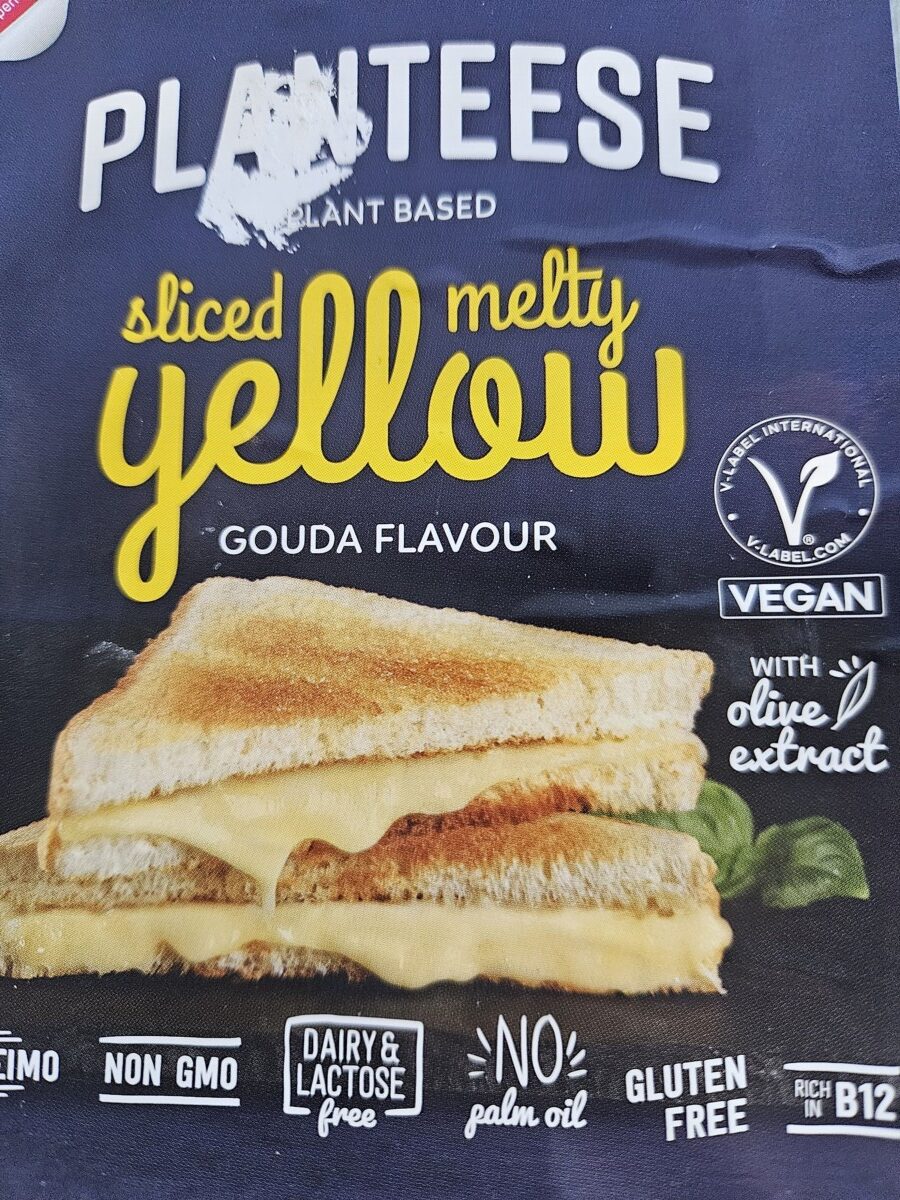 PLANTEESE
PLANT BASED
sliced melty
yellow
GOUDA FLAVOUR
V-LABEL INTERNATIONAL
V-LABEL.COM
®
VEGAN
WITH
olive
extract
NON GMO
DAIRY &
LACTOSE
free
NO
palm oil
GLUTEN
FREE
RICH
IN B12